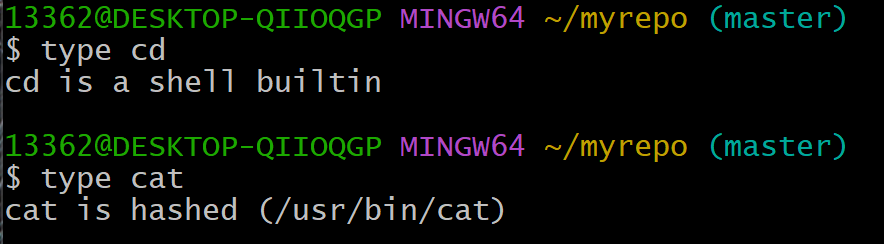 13362@DESKTOP-QIIOQGP MINGW64 ~/myrepo (master)
$ type cd
cd is a shell builtin
13362@DESKTOP-QIIOQGP MINGW64 ~/myrepo (master)
$ type cat
cat is hashed (/usr/bin/cat)